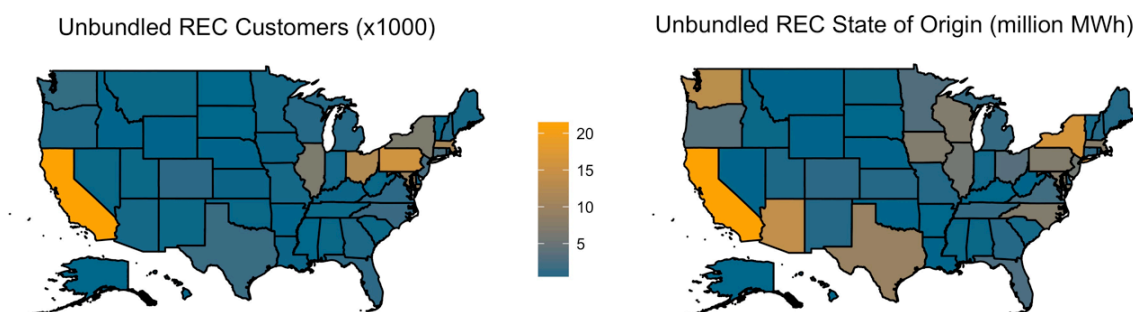 Unbundled REC Customers (x1000)
Unbundled REC State of Origin (million MWh)
20
15
10
5